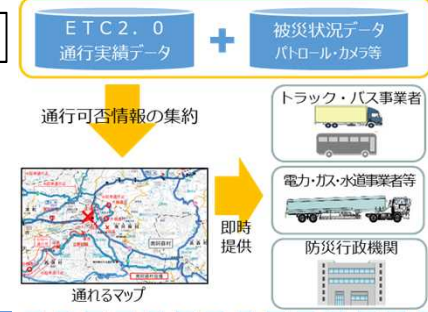 ETC2.0
通行実績データ
+
被災状況データ
パトロール・カメラ等
通行可否情報の集約
トラック・バス事業者
電力・ガス・水道事業者等
即時
提供
防災行政機関
通れるマップ